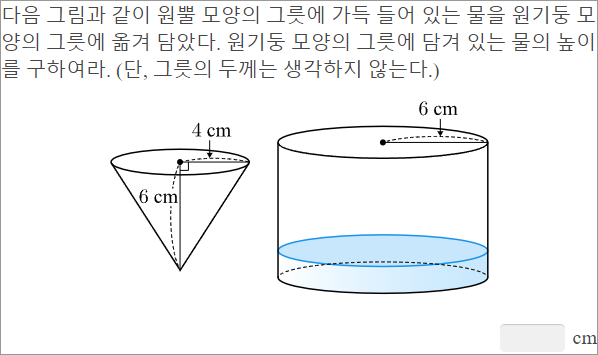 다음 그림과 같이 원뿔 모양의 그릇에 가득 들어 있는 물을 원기둥 모
양의 그릇에 옮겨 담았다. 원기둥 모양의 그릇에 담겨 있는 물의 높이
를 구하여라. (단, 그릇의 두께는 생각하지 않는다.)
6 cm
4 cm
6 cm
cm